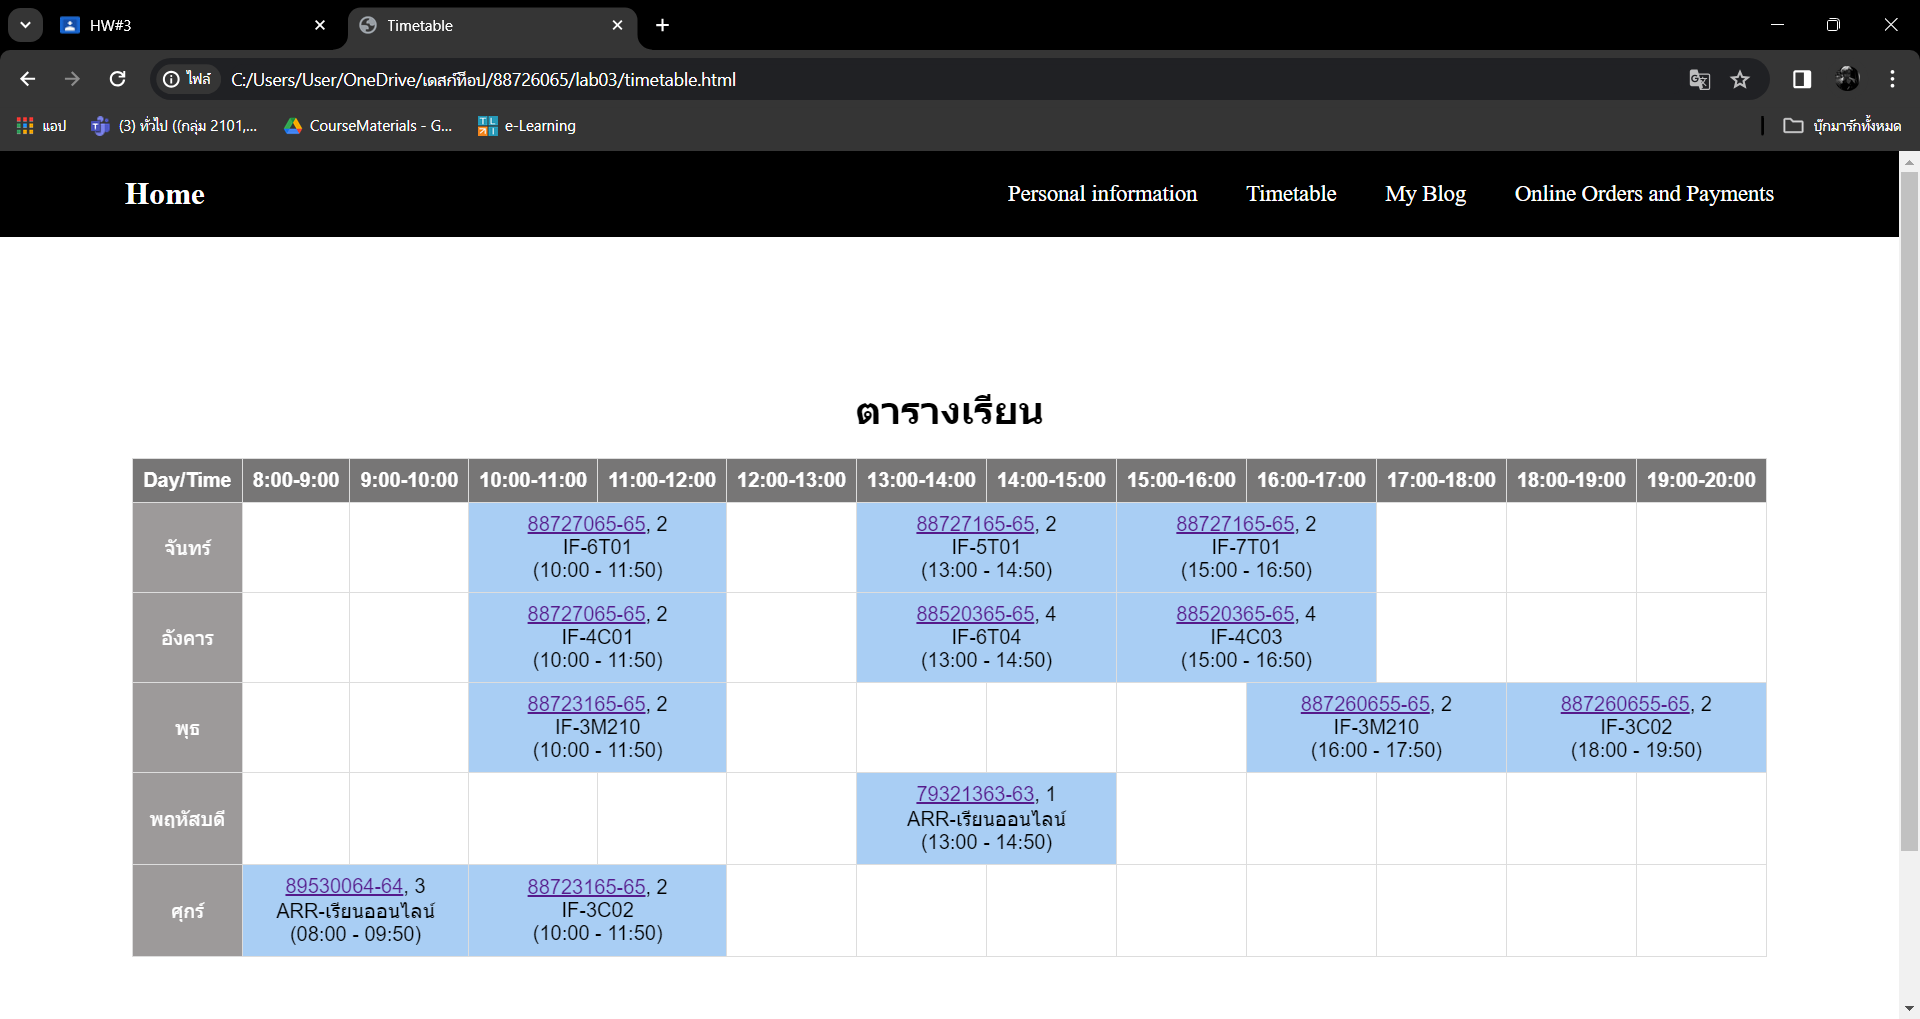 HW#3
Timetable
ไฟล์ C:/Users/User/OneDrive/เดสก์ท็อป/88726065/lab03/timetable.html
แอป (3) ทั่วไป ((กลุ่ม 2101,... CourseMaterials - G... e-Learning บุ๊กมาร์กทั้งหมด
Home Personal information Timetable My Blog Online Orders and Payments
ตารางเรียน
Day/Time 8:00-9:00 9:00-10:00 10:00-11:00 11:00-12:00 12:00-13:00 13:00-14:00 14:00-15:00 15:00-16:00 16:00-17:00 17:00-18:00 18:00-19:00 19:00-20:00
จันทร์
88727065-65, 2
IF-6T01
(10:00 - 11:50)
88727165-65, 2
IF-5T01
(13:00 - 14:50)
88727165-65, 2
IF-7T01
(15:00 - 16:50)
อังคาร
88727065-65, 2
IF-4C01
(10:00 - 11:50)
88520365-65, 4
IF-6T04
(13:00 - 14:50)
88520365-65, 4
IF-4C03
(15:00 - 16:50)
พุธ
88723165-65, 2
IF-3M210
(10:00 - 11:50)
887260655-65, 2
IF-3M210
(16:00 - 17:50)
887260655-65, 2
IF-3C02
(18:00 - 19:50)
พฤหัสบดี
79321363-63, 1
ARR-เรียนออนไลน์
(13:00 - 14:50)
ศุกร์
89530064-64, 3
ARR-เรียนออนไลน์
(08:00 - 09:50)
88723165-65, 2
IF-3C02
(10:00 - 11:50)